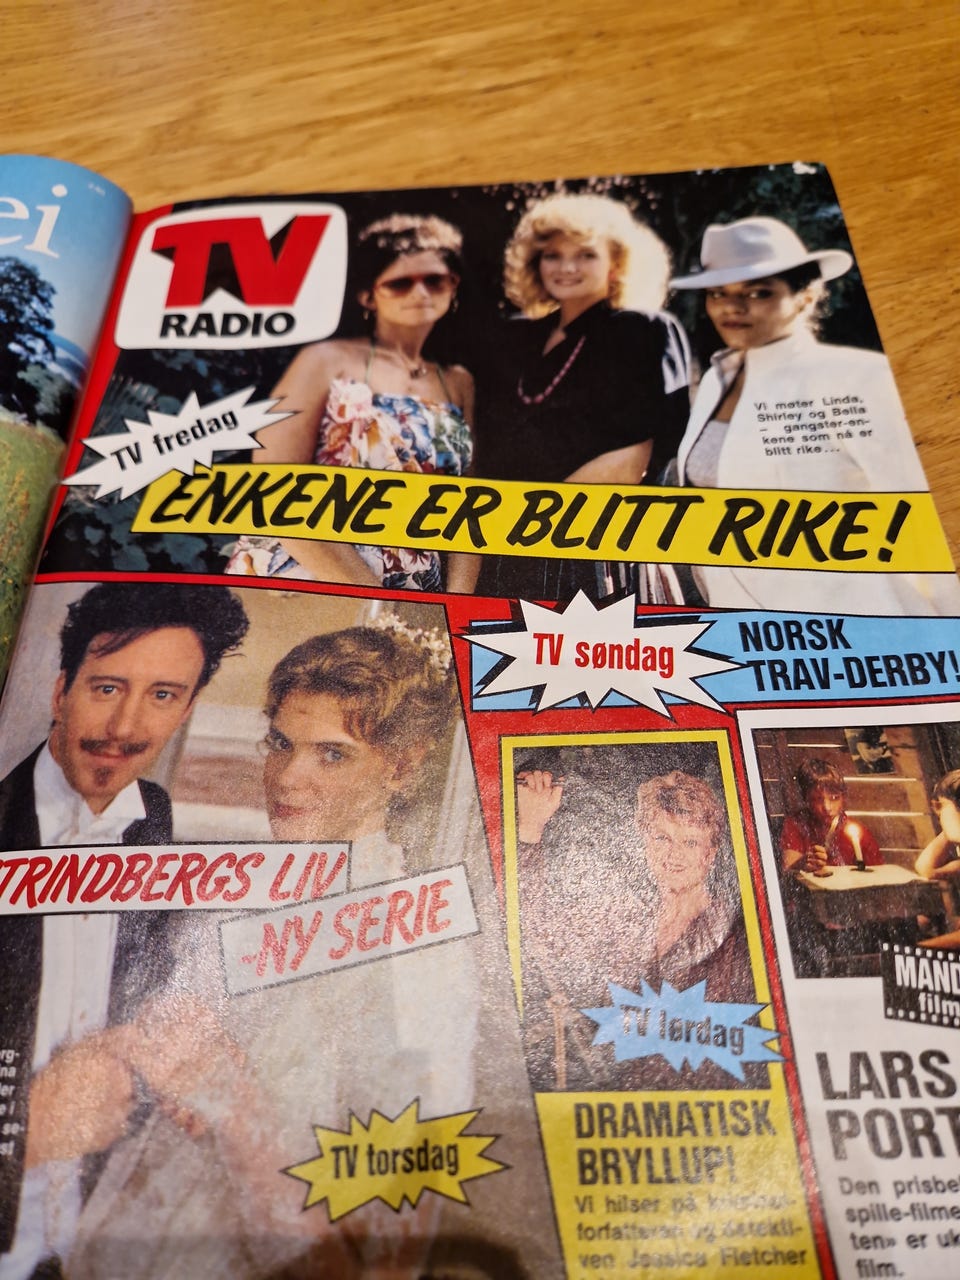 ei
TV
RADIO
TV fredag
Vi møter Linda,
Shirley og Bella
– gangster-en-
kene som nå er
blitt rike...
ENKENE ER BLITT RIKE!
TV søndag
NORSK
TRAV-DERBY!
TRINDBERGS LIV
-NY SERIE
TV lørdag
TV torsdag
DRAMATISK
BRYLLUP!
Vi hilser på
forfatteren og detekti-
ven Jessica Fletcher
MAND
film
LARS
PORT
Den prisbel
spille-filme
ten» er uk
film.